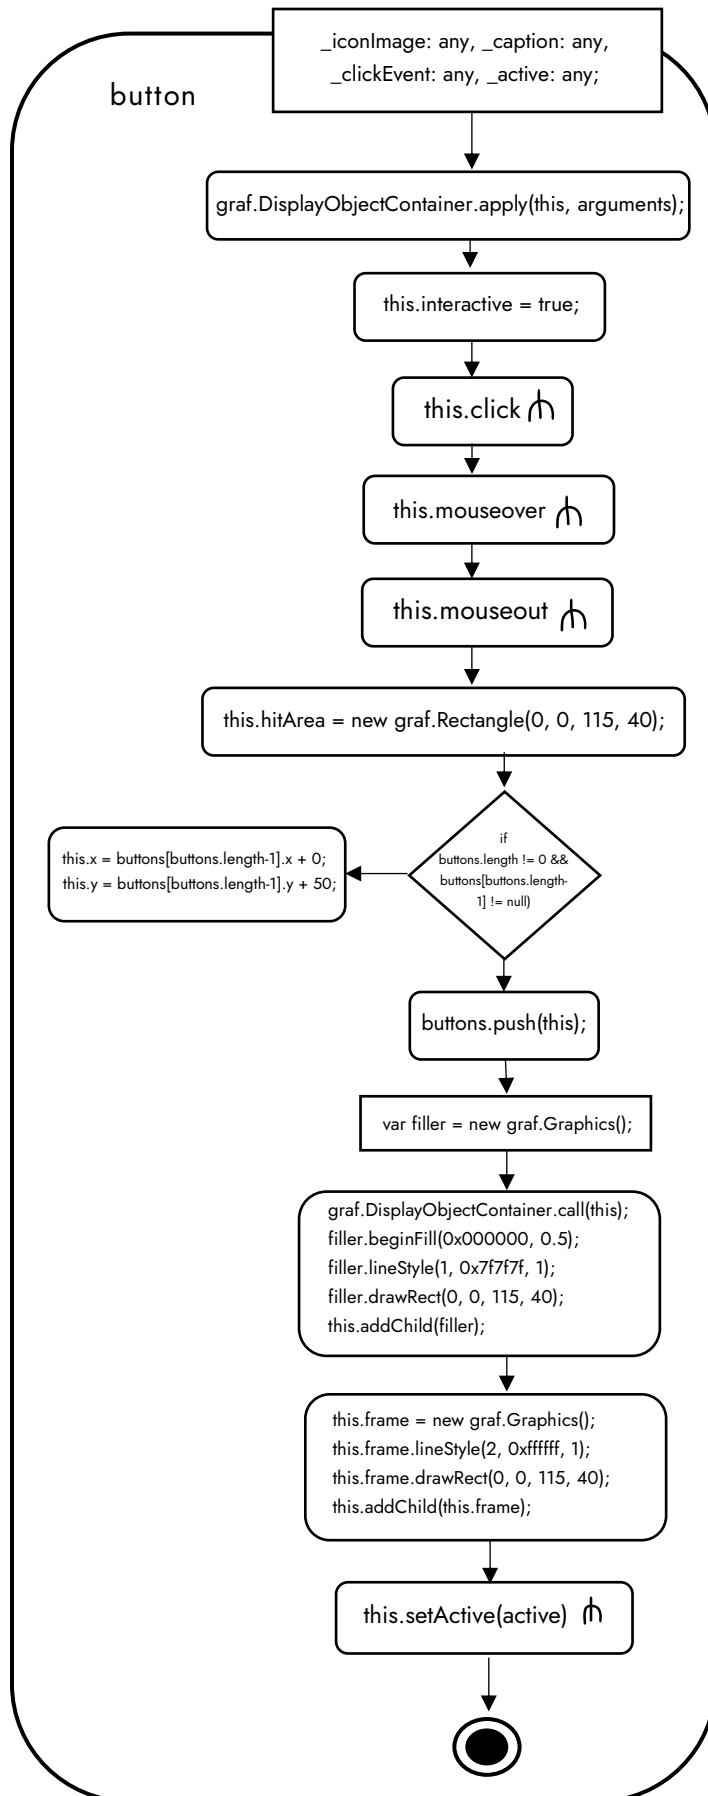 _iconImage: any, _caption: any,
_clickEvent: any, _active: any;
button
graf.DisplayObjectContainer.apply(this, arguments);
this.interactive = true;
this.click
this.mouseover
this.mouseout
this.hitArea = new graf.Rectangle(0, 0, 115, 40);
if
buttons.length != 0 &&
buttons[buttons.length-
1] != null)
this.x = buttons[buttons.length-1].x + 0;
this.y = buttons[buttons.length-1].y + 50;
buttons.push(this);
var filler = new graf.Graphics();
graf.DisplayObjectContainer.call(this);
filler.beginFill(0x000000, 0.5);
filler.lineStyle(1, 0x7f7f7f, 1);
filler.drawRect(0, 0, 115, 40);
this.addChild(filler);
this.frame = new graf.Graphics();
this.frame.lineStyle(2, 0xffffff, 1);
this.frame.drawRect(0, 0, 115, 40);
this.addChild(this.frame);
this.setActive(active)